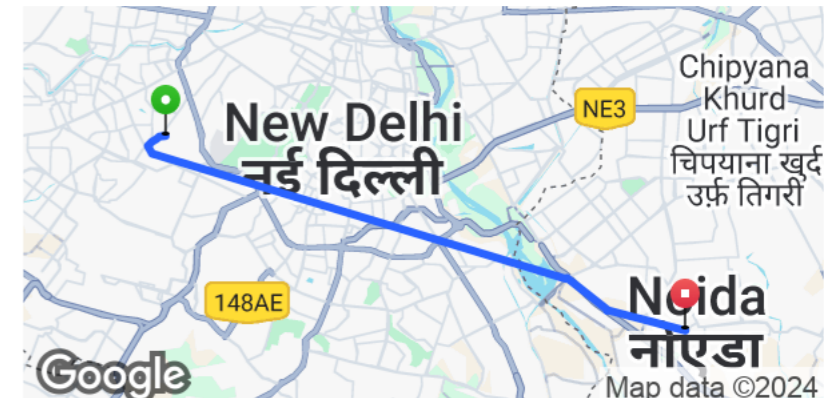 New Delhi
नई दिल्ली
NE3
Chipyana
Khurd
Urf Tigri
चिपयाना खुर्द
उर्फ़ तिगरी
148AE
Noida
नोएडा
Google
Map data ©2024